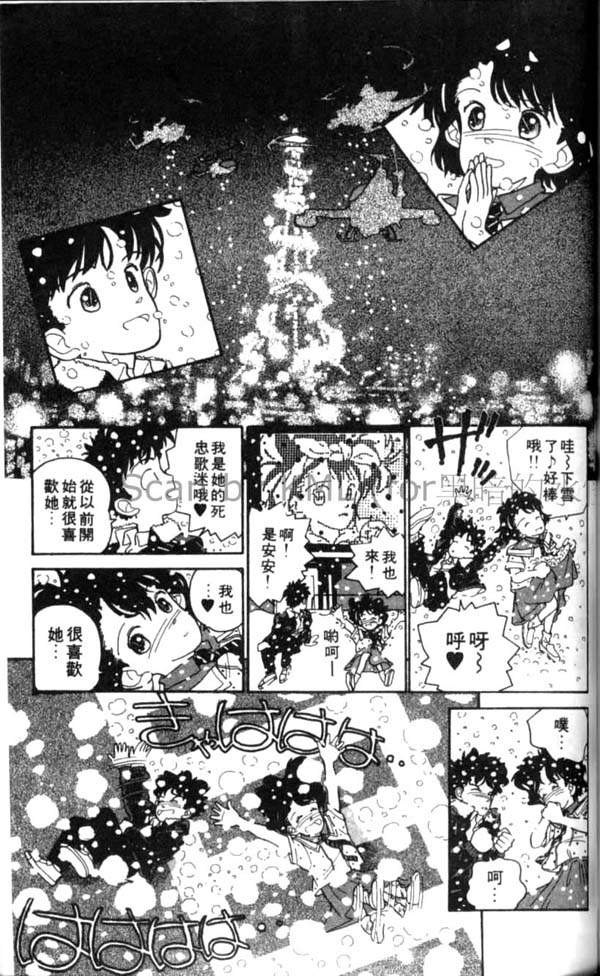 哇～下雪
了♪好棒
哦!!
呀～
呼♥
我也
來!
啊!
是安安!
喲呵ー
我是她的死
忠歌迷哦♥
從以前開
始就很喜
歡她…
我也
…♥
很喜歡
她…
噗…
呵…
きゃはははは…
はははは…